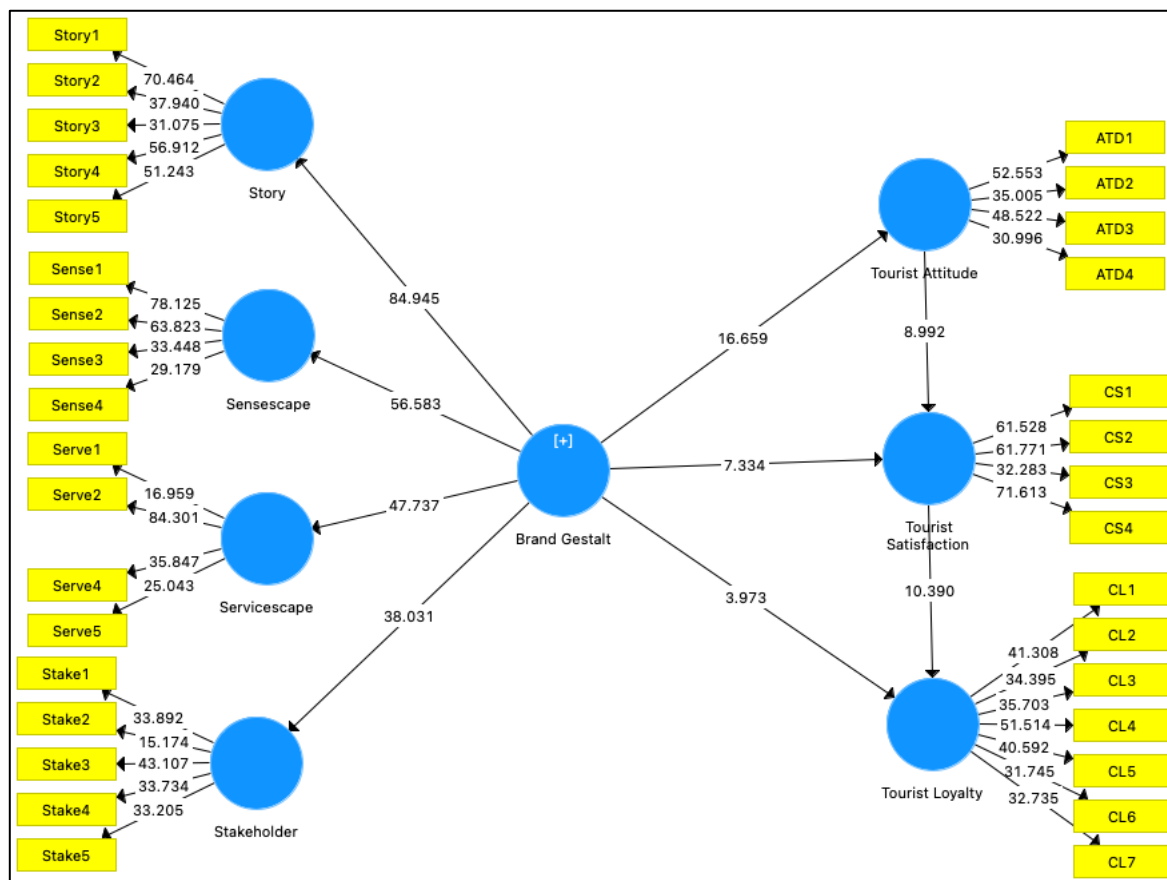 Story1
Story2
Story3
Story4
Story5
70.464
37.940
31.075
56.912
51.243
Story
Sense1
Sense2
Sense3
Sense4
78.125
63.823
33.448
29.179
Sensescape
Serve1
Serve2
Serve4
Serve5
16.959
84.301
35.847
25.043
Servicescape
Stake1
Stake2
Stake3
Stake4
Stake5
33.892
15.174
43.107
33.734
33.205
Stakeholder
84.945
56.583
47.737
38.031
[+]
Brand Gestalt
16.659
7.334
3.973
Tourist Attitude
52.553
35.005
48.522
30.996
ATD1
ATD2
ATD3
ATD4
8.992
Tourist
Satisfaction
61.528
61.771
32.283
71.613
CS1
CS2
CS3
CS4
10.390
Tourist Loyalty
41.308
34.395
35.703
51.514
40.592
31.745
32.735
CL1
CL2
CL3
CL4
CL5
CL6
CL7